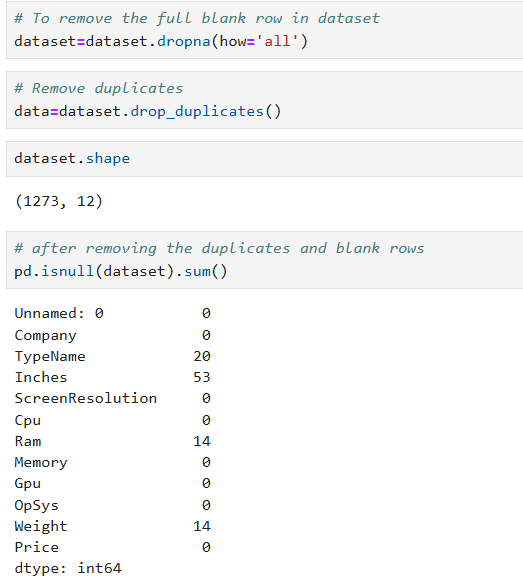 # To remove the full blank row in dataset
dataset=dataset.dropna(how='all')
# Remove duplicates
data=dataset.drop_duplicates()
dataset.shape
(1273, 12)
# after removing the duplicates and blank rows
pd.isnull(dataset).sum()
Unnamed: 0 0
Company 0
TypeName 20
Inches 53
ScreenResolution 0
Cpu 0
Ram 14
Memory 0
Gpu 0
OpSys 0
Weight 14
Price 0
dtype: int64